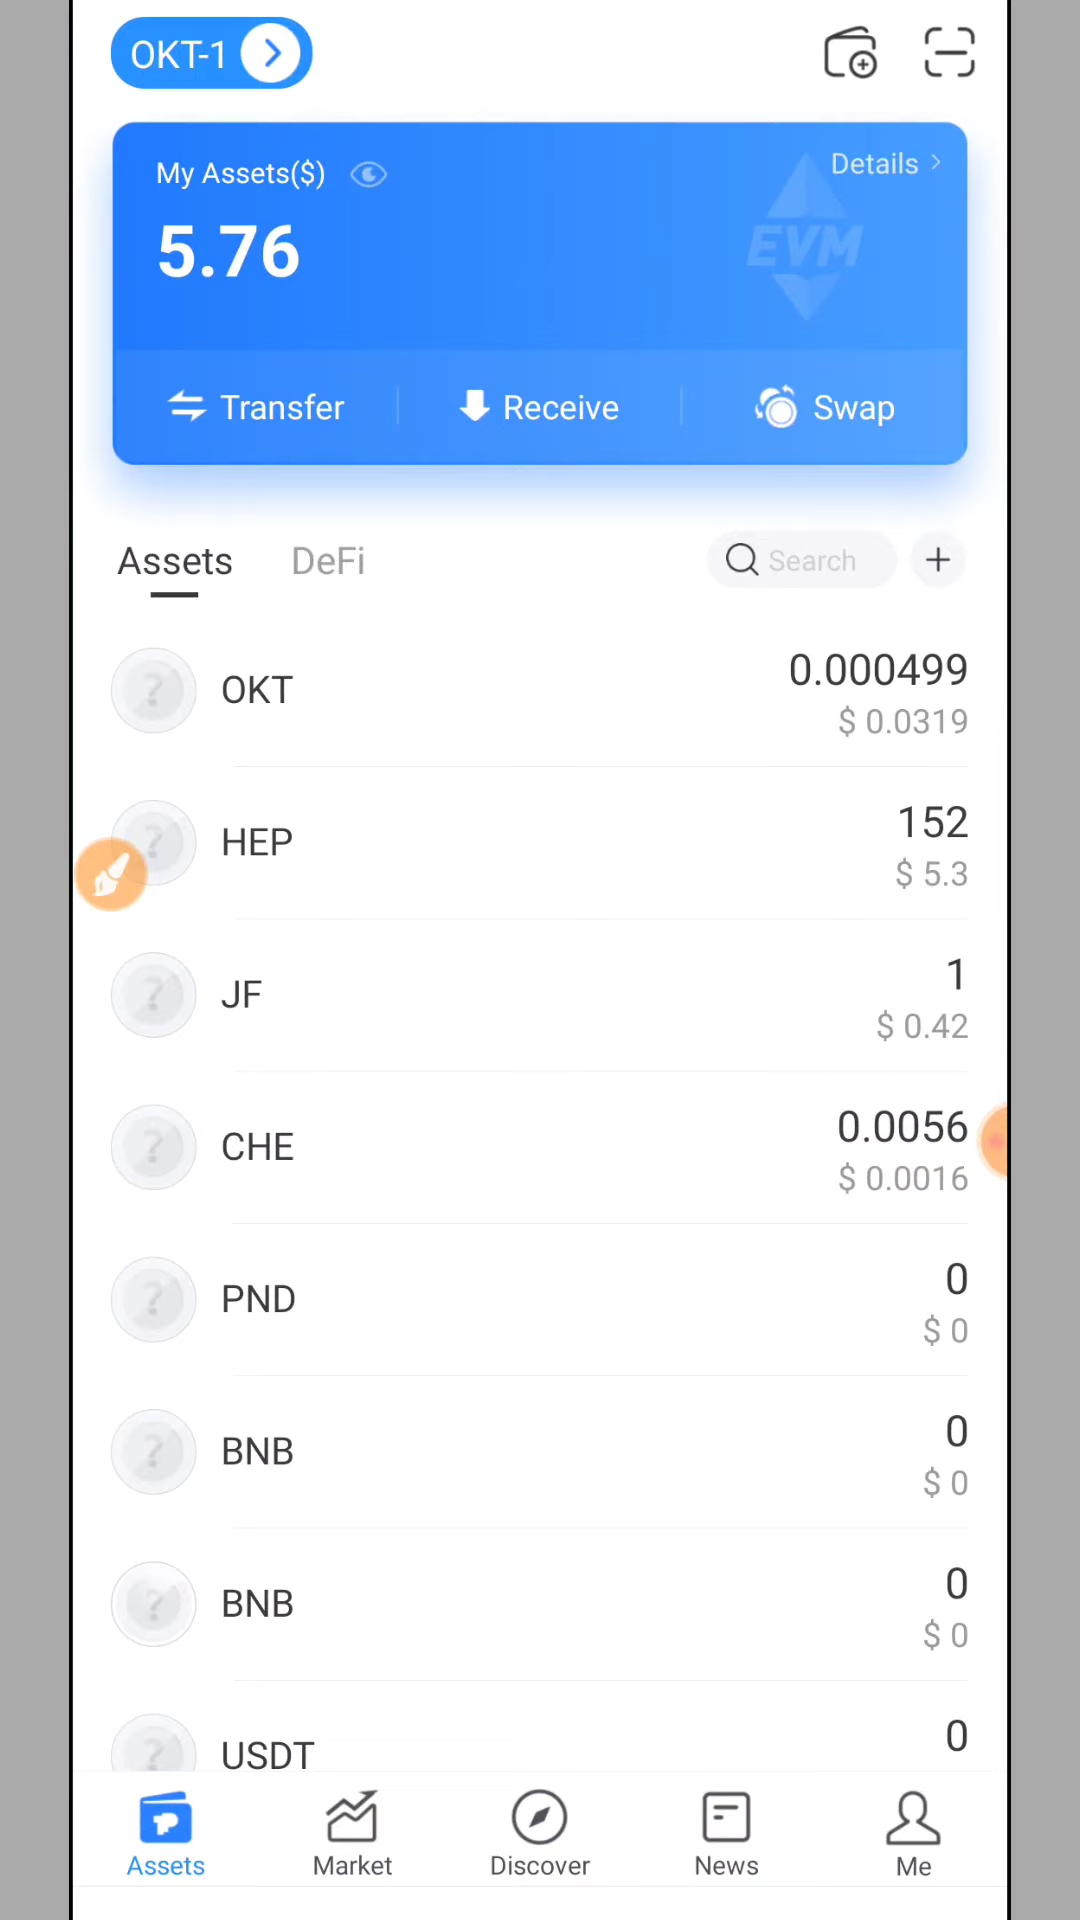 OKT-1
My Assets($)
Details
5.76
EVM
Transfer
Receive
Swap
Assets
DeFi
Search
OKT
0.000499
$ 0.0319
HEP
152
$ 5.3
JF
1
$ 0.42
CHE
0.0056
$ 0.0016
PND
0
$ 0
BNB
0
$ 0
BNB
0
$ 0
USDT
0
Assets
Market
Discover
News
Me